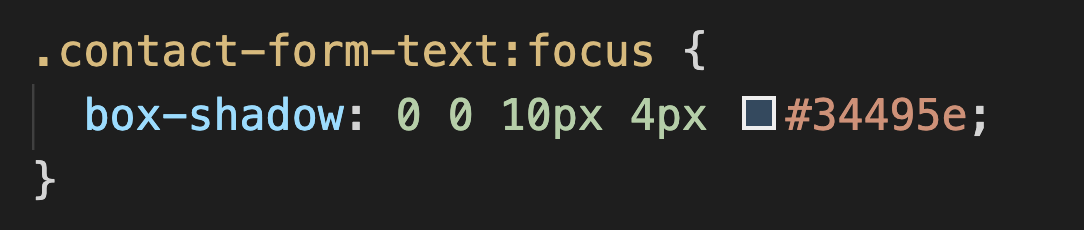 .contact-form-text:focus {
box-shadow: 0 0 10px 4px #34495e;
}